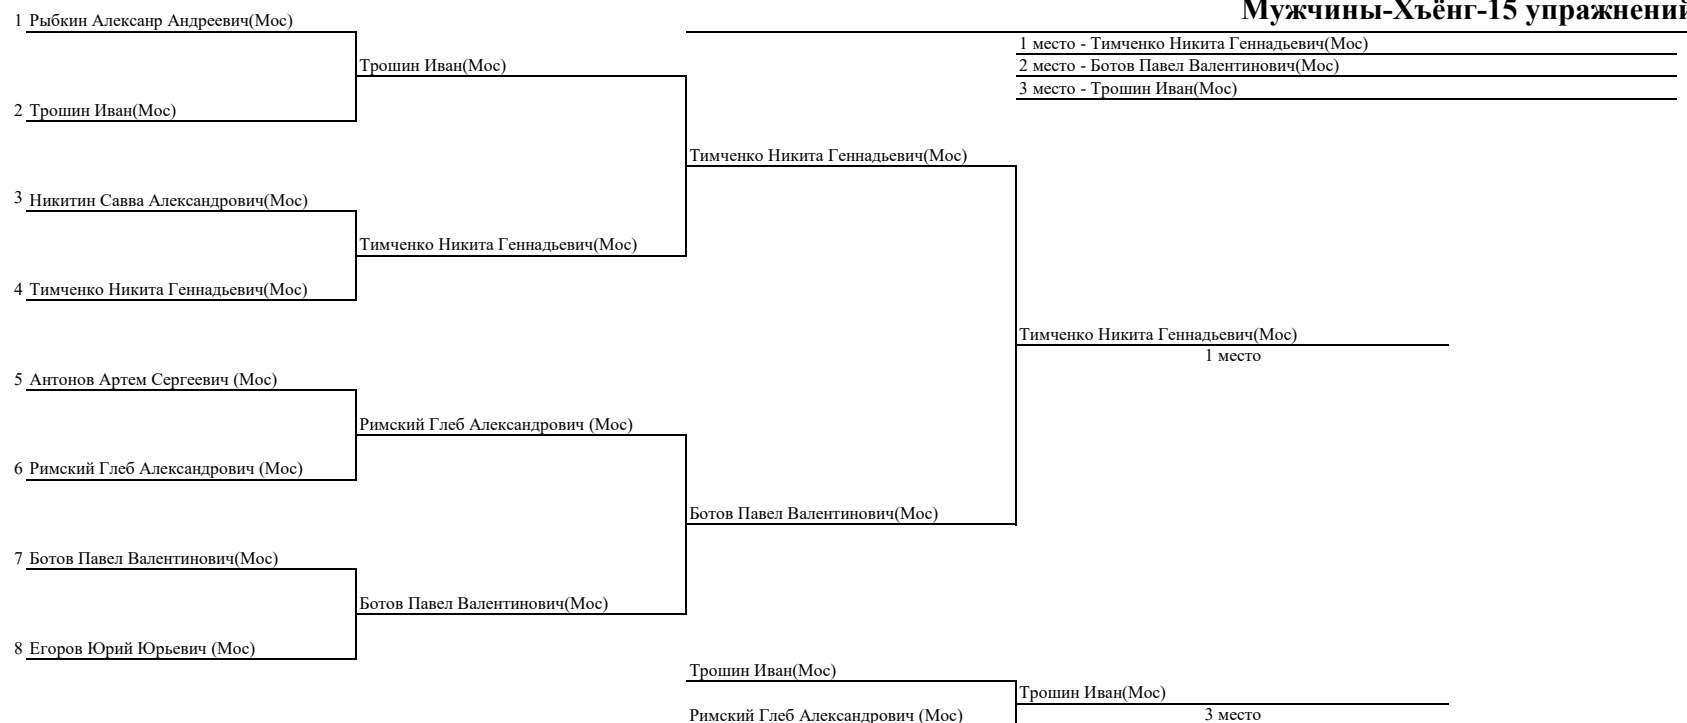 Мужчины-Хъёнг-15 упражнений
1 Рыбкин Алексанр Андреевич(Мос)
1 место - Тимченко Никита Геннадьевич(Мос)
Трошин Иван(Мос)
2 место - Ботов Павел Валентинович(Мос)
3 место - Трошин Иван(Мос)
2 Трошин Иван(Мос)
Тимченко Никита Геннадьевич(Мос)
3 Никитин Савва Александрович(Мос)
Тимченко Никита Геннадьевич(Мос)
4 Тимченко Никита Геннадьевич(Мос)
Тимченко Никита Геннадьевич(Мос)
1 место
5 Антонов Артем Сергеевич (Мос)
Римский Глеб Александрович (Мос)
6 Римский Глеб Александрович (Мос)
Ботов Павел Валентинович(Мос)
7 Ботов Павел Валентинович(Мос)
Ботов Павел Валентинович(Мос)
8 Егоров Юрий Юрьевич (Мос)
Трошин Иван(Мос)
Трошин Иван(Мос)
Римский Глеб Александрович (Мос)
3 место